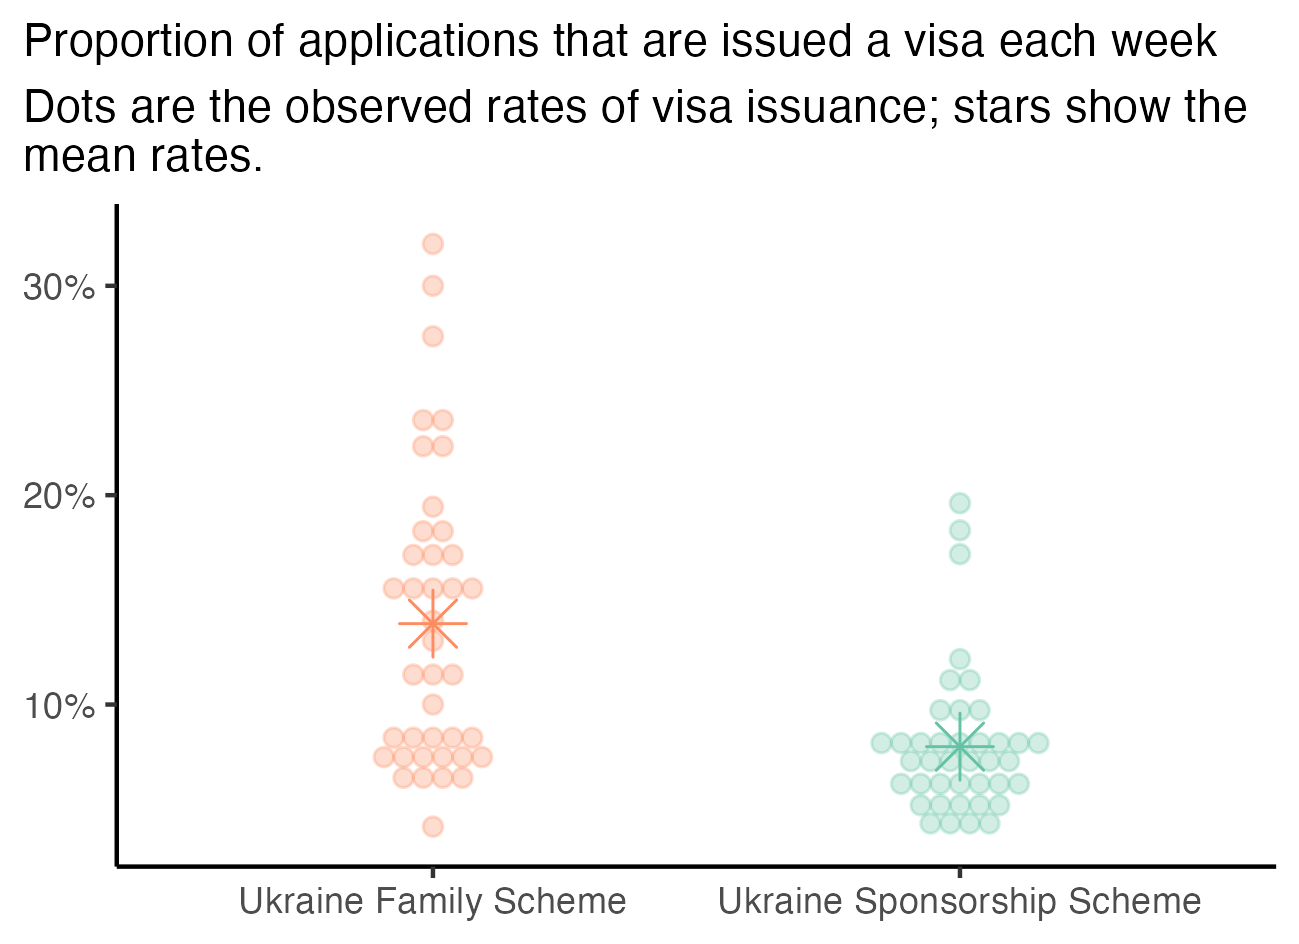 Proportion of applications that are issued a visa each week
Dots are the observed rates of visa issuance; stars show the
mean rates.
30%
20%
10%
Ukraine Family Scheme
Ukraine Sponsorship Scheme